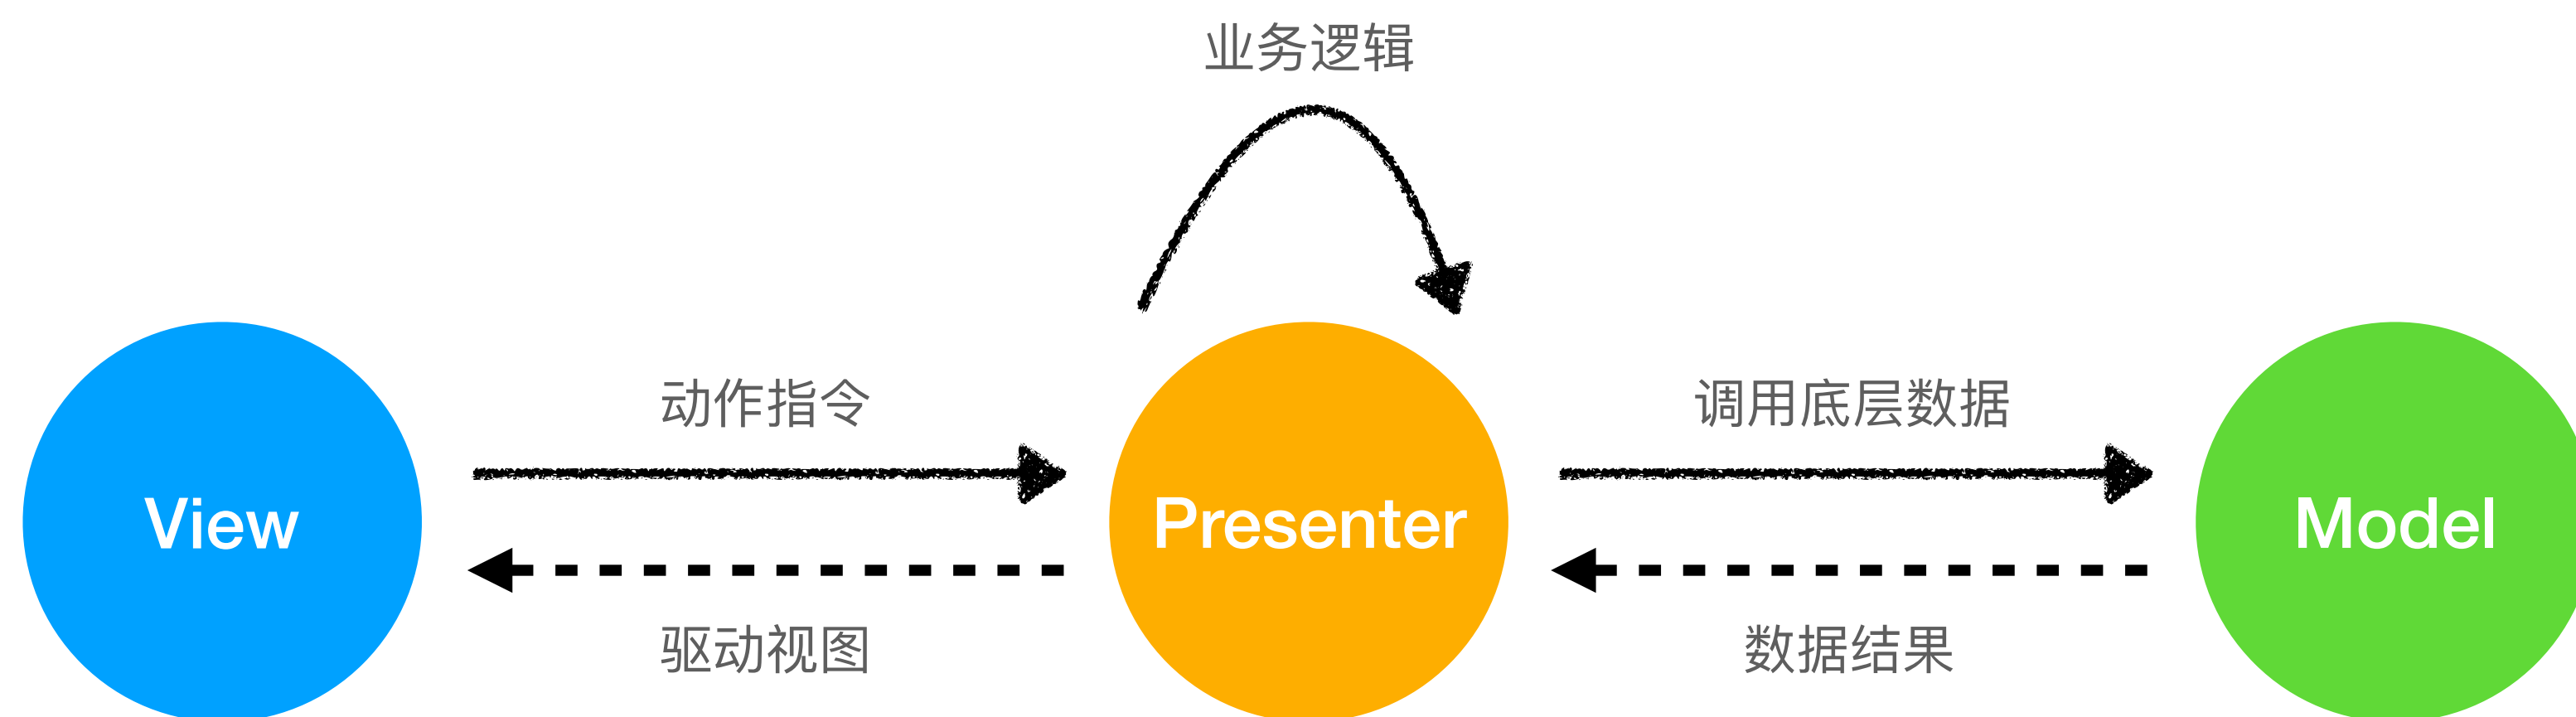 业务逻辑
动作指令
调用底层数据
View
Presenter
Model
驱动视图
数据结果